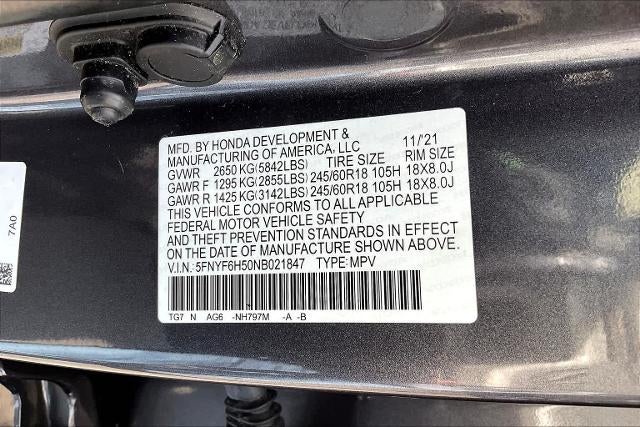 MFD. BY HONDA DEVELOPMENT & 11/'21
MANUFACTURING OF AMERICA, LLC
GVWR 2650 KG(5842LBS) TIRE SIZE RIM SIZE
GAWR F 1295 KG(2855LBS) 245/60R18 105H 18X8.0J
GAWR R 1425 KG(3142LBS) 245/60R18 105H 18X8.0J
THIS VEHICLE CONFORMS TO ALL APPLICABLE
FEDERAL MOTOR VEHICLE SAFETY
AND THEFT PREVENTION STANDARDS IN EFFECT
ON THE DATE OF MANUFACTURE SHOWN ABOVE.
V.I.N.: 5FNYF6H50NB021847 TYPE: MPV
TG7 N AG6 -NH797M -A -B
7A0